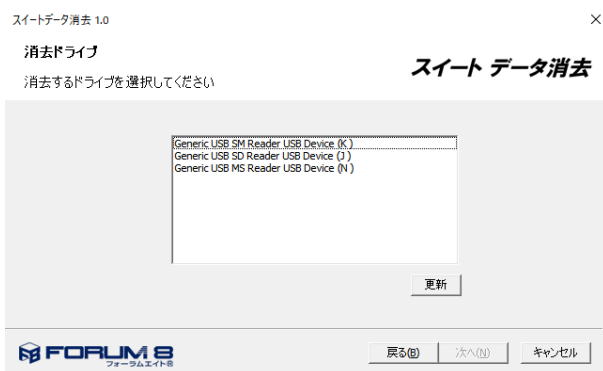 スイートデータ消去 1.0
消去ドライブ
消去するドライブを選択してください
スイート データ消去
Generic USB SM Reader USB Device (K )
Generic USB SD Reader USB Device (J )
Generic USB MS Reader USB Device (N )
更新
FORUM 8
フォーラムエイト®
戻る(B)
次へ(N)
キャンセル